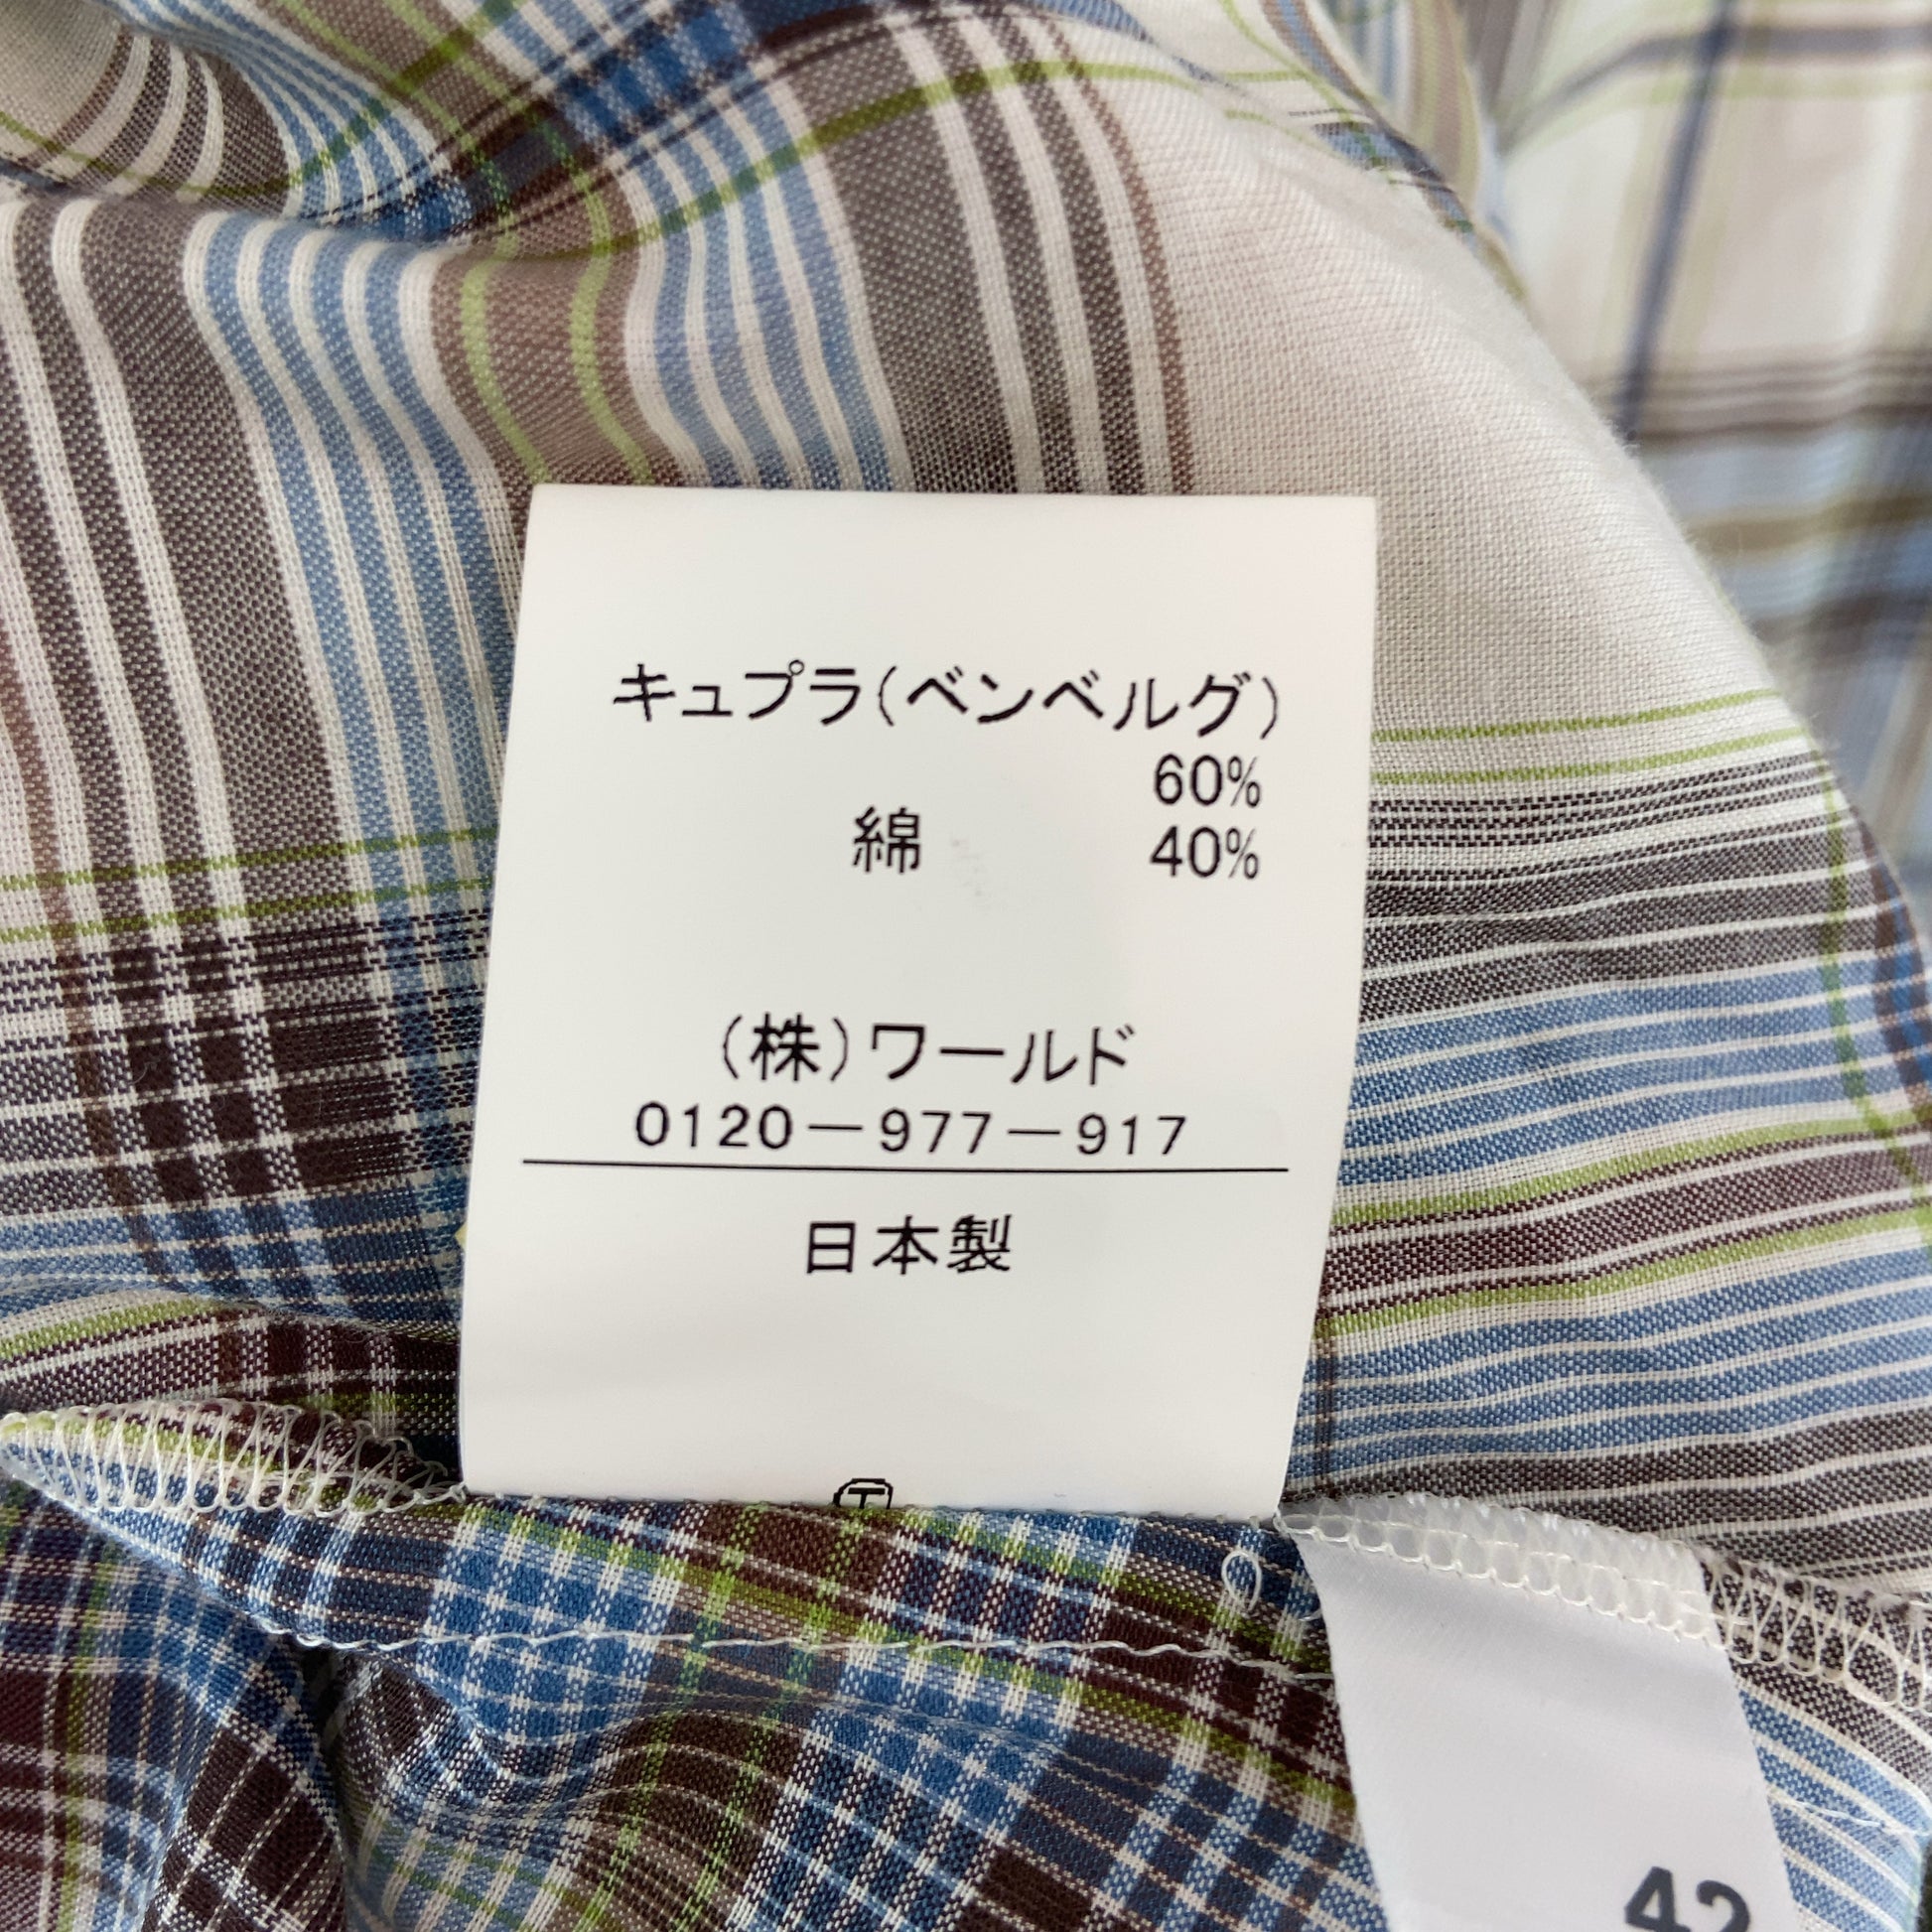 キュプラ(ベンベルグ)
60%
綿 40%
(株)ワールド
0120-977-917
日本製
T
42